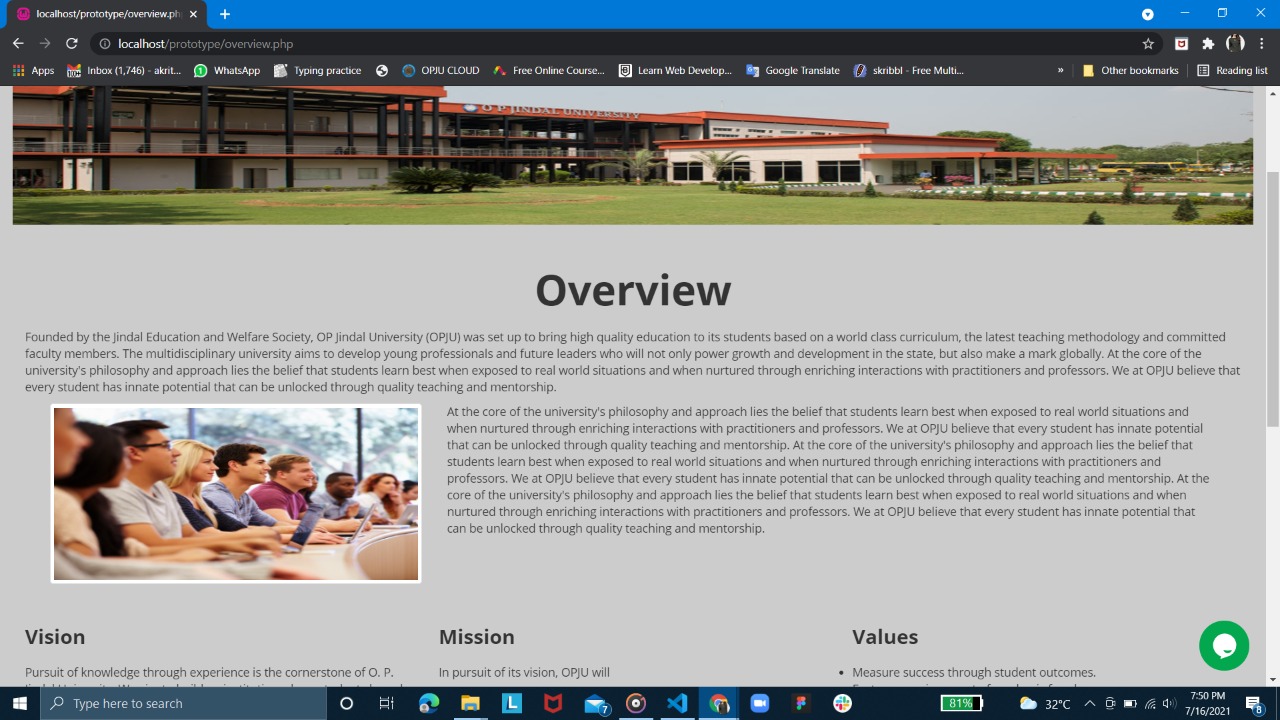 localhost/prototype/overview.ph
localhost/prototype/overview.php
Apps
Inbox (1,746) - akrit...
WhatsApp
Typing practice
OPJU CLOUD
Free Online Course...
Learn Web Develop...
Google Translate
skribbl - Free Multi...
»
Other bookmarks
Reading list
O P JINDAL UNIVERSITY
Overview
Founded by the Jindal Education and Welfare Society, OP Jindal University (OPJU) was set up to bring high quality education to its students based on a world class curriculum, the latest teaching methodology and committed
faculty members. The multidisciplinary university aims to develop young professionals and future leaders who will not only power growth and development in the state, but also make a mark globally. At the core of the
university's philosophy and approach lies the belief that students learn best when exposed to real world situations and when nurtured through enriching interactions with practitioners and professors. We at OPJU believe that
every student has innate potential that can be unlocked through quality teaching and mentorship.
At the core of the university's philosophy and approach lies the belief that students learn best when exposed to real world situations and
when nurtured through enriching interactions with practitioners and professors. We at OPJU believe that every student has innate potential
that can be unlocked through quality teaching and mentorship. At the core of the university's philosophy and approach lies the belief that
students learn best when exposed to real world situations and when nurtured through enriching interactions with practitioners and
professors. We at OPJU believe that every student has innate potential that can be unlocked through quality teaching and mentorship. At the
core of the university's philosophy and approach lies the belief that students learn best when exposed to real world situations and when
nurtured through enriching interactions with practitioners and professors. We at OPJU believe that every student has innate potential that
can be unlocked through quality teaching and mentorship.
Vision
Pursuit of knowledge through experience is the cornerstone of O. P.
Mission
In pursuit of its vision, OPJU will
Values
• Measure success through student outcomes.
Type here to search
7
81%
32°C
7:50 PM
7/16/2021
8